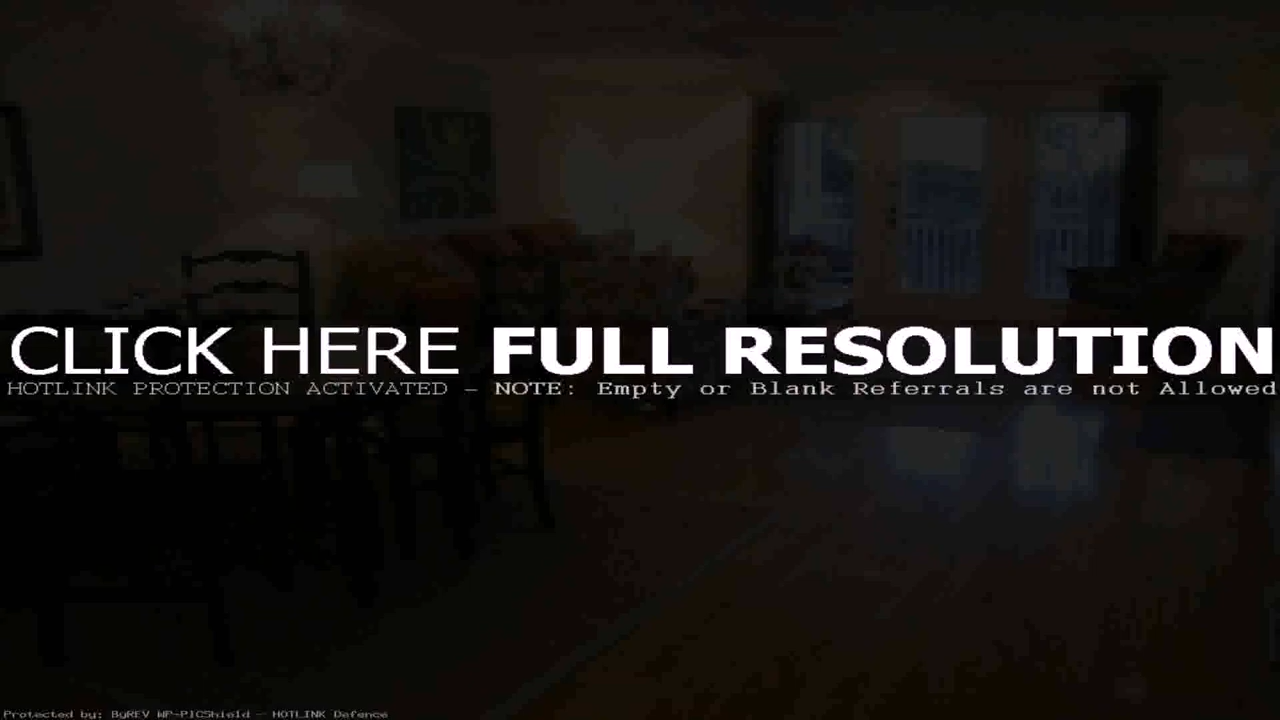 CLICK HERE FULL RESOLUTION
HOTLINK PROTECTION ACTIVATED – NOTE: Empty or Blank Referrals are not Allowed
Protected by: ByREV WP-PICShield – HOTLINK Defence